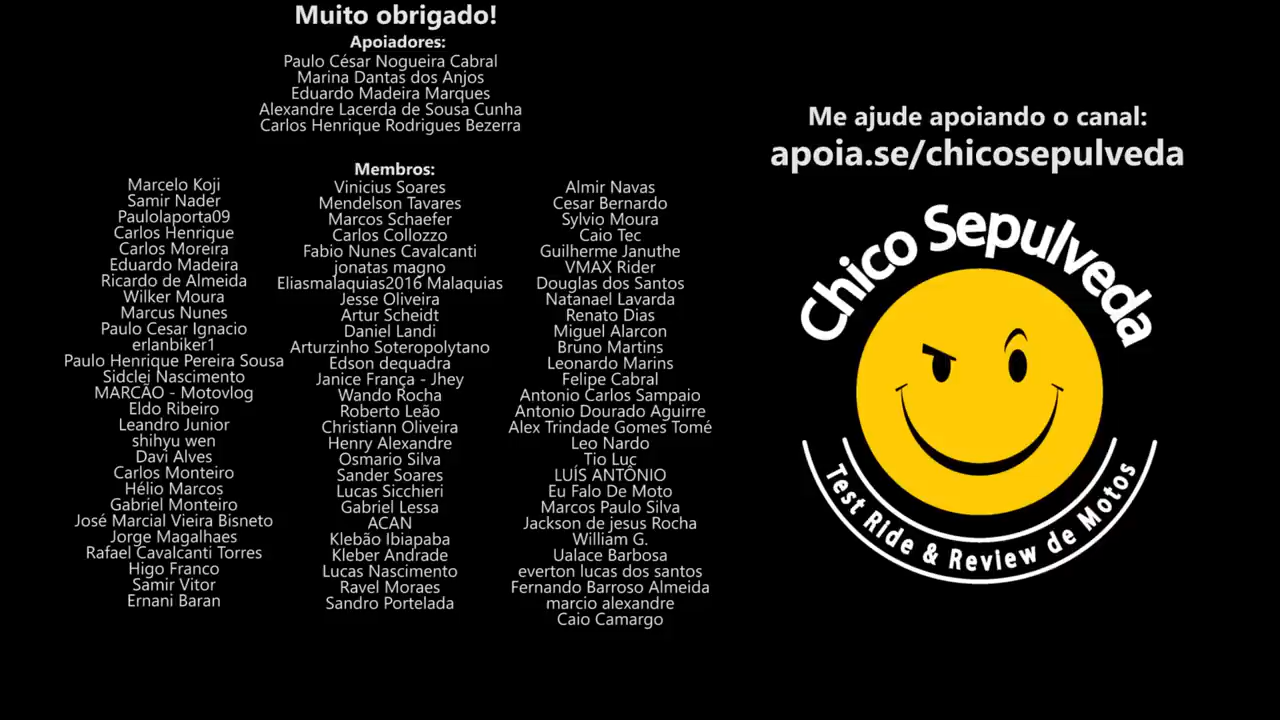 Muito obrigado!
Apoiadores:
Paulo César Nogueira Cabral
Marina Dantas dos Anjos
Eduardo Madeira Marques
Alexandre Lacerda de Sousa Cunha
Carlos Henrique Rodrigues Bezerra
Membros:
Marcelo Koji
Samir Nader
Paulolaporta09
Carlos Henrique
Carlos Moreira
Eduardo Madeira
Ricardo de Almeida
Wilker Moura
Marcus Nunes
Paulo Cesar Ignacio
erlanbiker1
Paulo Henrique Pereira Sousa
Sidclei Nascimento
MARCÃO - Motovlog
Eldo Ribeiro
Leandro Junior
shihyu wen
Davi Alves
Carlos Monteiro
Hélio Marcos
Gabriel Monteiro
José Marcial Vieira Bisneto
Jorge Magalhaes
Rafael Cavalcanti Torres
Higo Franco
Samir Vitor
Ernani Baran
Vinicius Soares
Mendelson Tavares
Marcos Schaefer
Carlos Collozzo
Fabio Nunes Cavalcanti
jonatas magno
Eliasmalaquias2016 Malaquias
Jesse Oliveira
Artur Scheidt
Daniel Landi
Arturzinho Soteropolytano
Edson dequadra
Janice França - Jhey
Wando Rocha
Roberto Leão
Christiann Oliveira
Henry Alexandre
Osmario Silva
Sander Soares
Lucas Sicchieri
Gabriel Lessa
ACAN
Klebão Ibiapaba
Kleber Andrade
Lucas Nascimento
Ravel Moraes
Sandro Portelada
Almir Navas
Cesar Bernardo
Sylvio Moura
Caio Tec
Guilherme Januthe
VMAX Rider
Douglas dos Santos
Natanael Lavarda
Renato Dias
Miguel Alarcon
Bruno Martins
Leonardo Marins
Felipe Cabral
Antonio Carlos Sampaio
Antonio Dourado Aguirre
Alex Trindade Gomes Tomé
Leo Nardo
Tio Luc
LUÍS ANTÔNIO
Eu Falo De Moto
Marcos Paulo Silva
Jackson de jesus Rocha
William G.
Ualace Barbosa
everton lucas dos santos
Fernando Barroso Almeida
marcio alexandre
Caio Camargo
Me ajude apoiando o canal:
apoia.se/chicosepulveda
Chico Sepulveda
Test Ride & Review de Motos